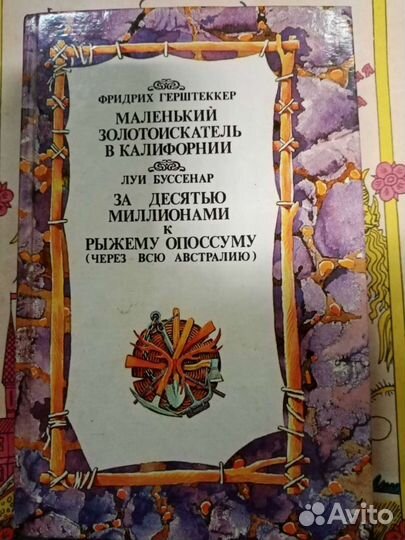 ФРИДРИХ ГЕРШТЕККЕР
МАЛЕНЬКИЙ
ЗОЛОТОИСКАТЕЛЬ
В КАЛИФОРНИИ
ЛУИ БУССЕНАР
ЗА ДЕСЯТЬЮ
МИЛЛИОНАМИ
К
РЫЖЕМУ ОПОССУМУ
(ЧЕРЕЗ ВСЮ АВСТРАЛИЮ)
Avito